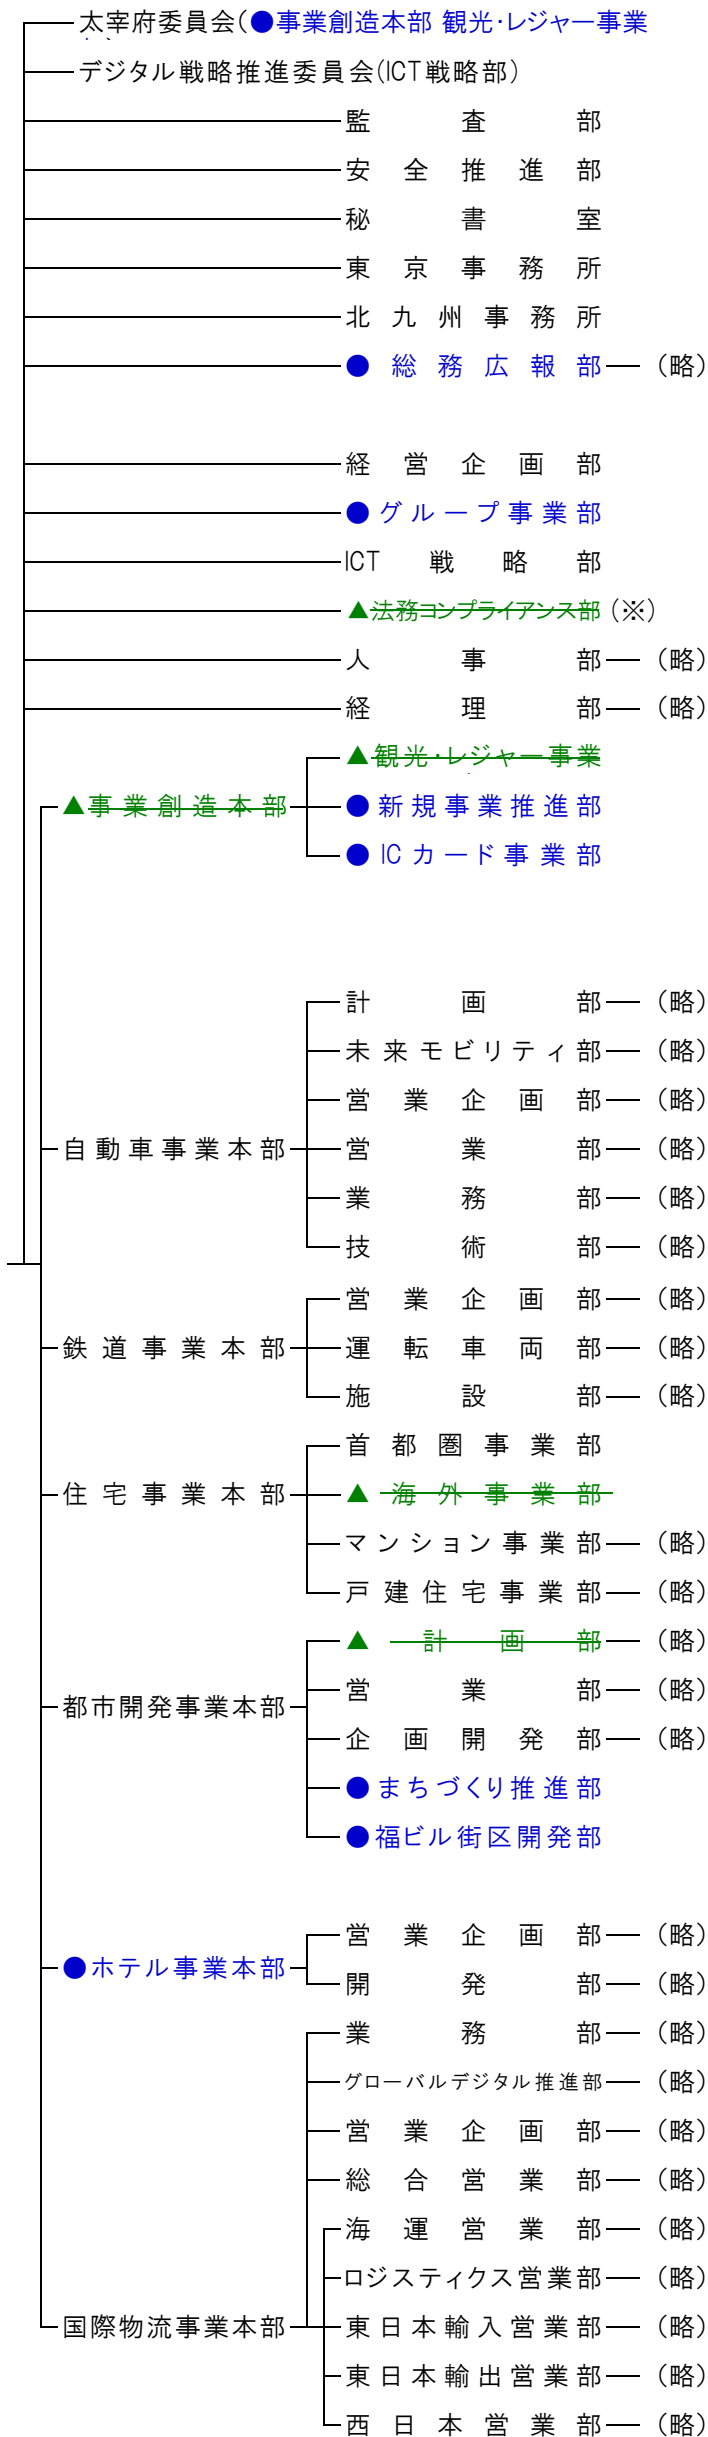 太宰府委員会(●事業創造本部 観光・レジャー事業
デジタル戦略推進委員会(ICT戦略部)
監査部
安全推進部
秘書室
東京事務所
北九州事務所
●総務広報部 (略)
経営企画部
●グループ事業部
ICT戦略部
▲法務コンプライアンス部 (※)
人事部 (略)
経理部 (略)
▲観光・レジャー事業
▲事業創造本部
●新規事業推進部
●ICカード事業部
計画部 (略)
未来モビリティ部 (略)
営業企画部 (略)
自動車事業本部
営業部 (略)
業務部 (略)
技術部 (略)
営業企画部 (略)
鉄道事業本部
運転車両部 (略)
施設部 (略)
首都圏事業部
住宅事業本部
▲海外事業部
マンション事業部 (略)
戸建住宅事業部 (略)
▲計画部 (略)
営業部 (略)
都市開発事業本部
企画開発部 (略)
●まちづくり推進部
●福ビル街区開発部
営業企画部 (略)
●ホテル事業本部
開発部 (略)
業務部 (略)
グローバルデジタル推進部 (略)
営業企画部 (略)
総合営業部 (略)
海運営業部 (略)
ロジスティクス営業部 (略)
国際物流事業本部
東日本輸入営業部 (略)
東日本輸出営業部 (略)
西日本営業部 (略)